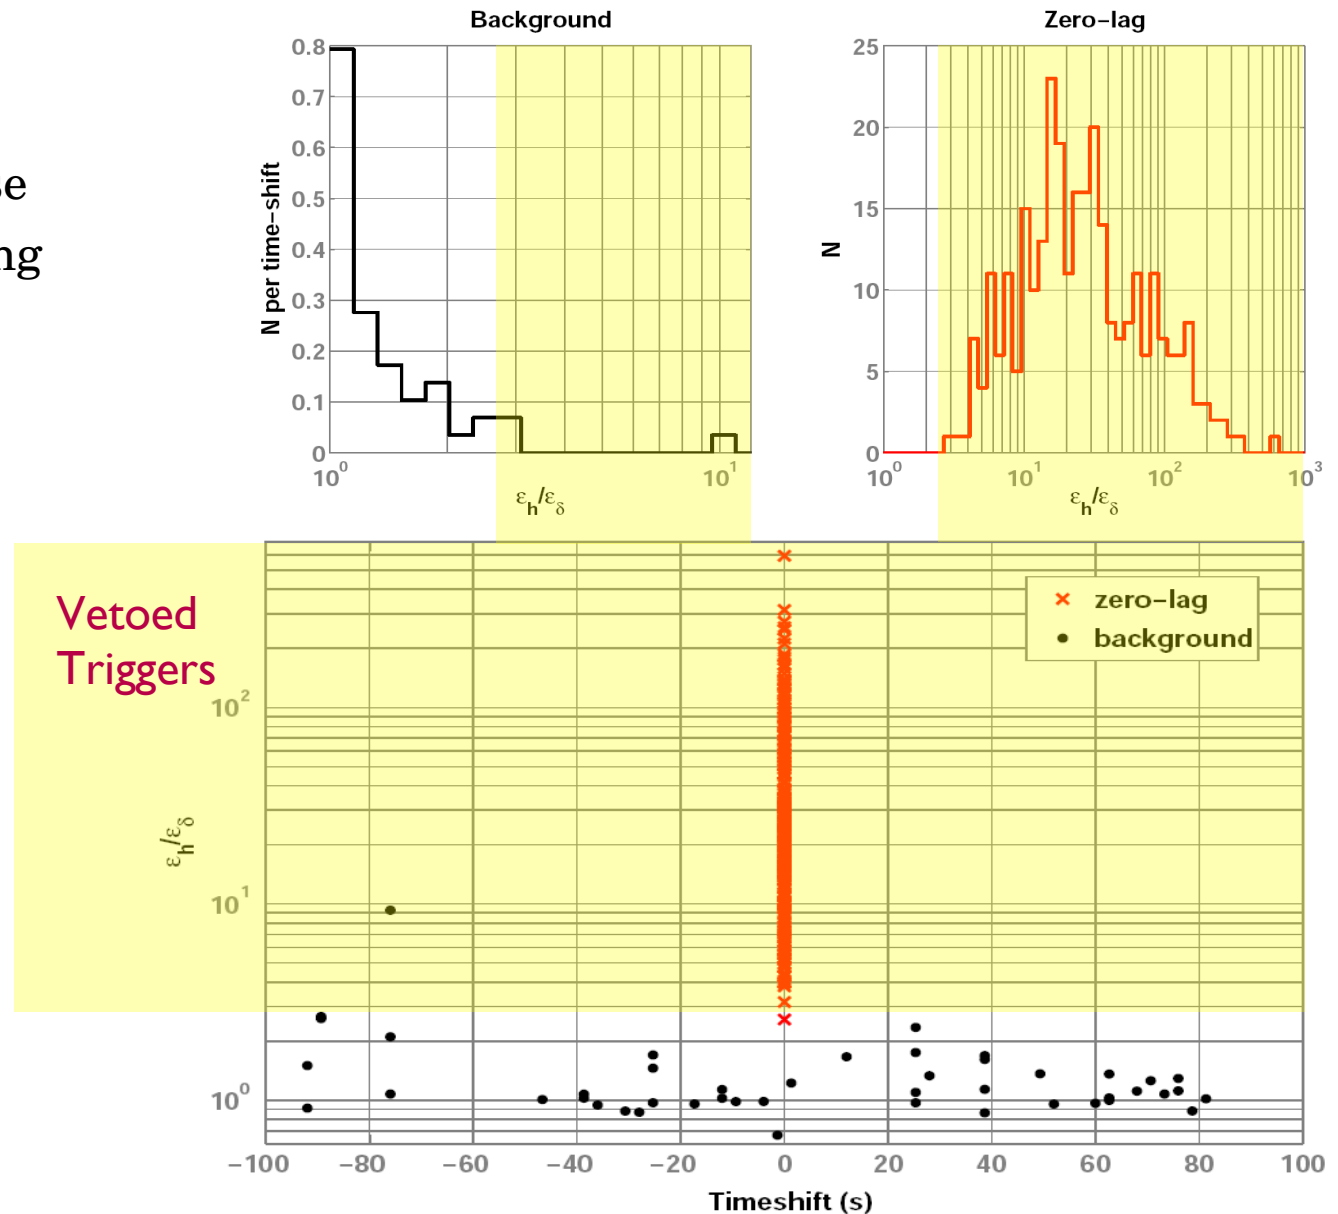 se
ng
Background
0.8
0.7
0.6
0.5
0.4
0.3
0.2
0.1
0
N per time−shift
10⁰ 10¹
εh/εδ
Zero−lag
25
20
15
10
5
0
N
10⁰ 10¹ 10² 10³
εh/εδ
Vetoed
Triggers
× zero−lag
• background
10²
10¹
10⁰
εh/εδ
−100 −80 −60 −40 −20 0 20 40 60 80 100
Timeshift (s)